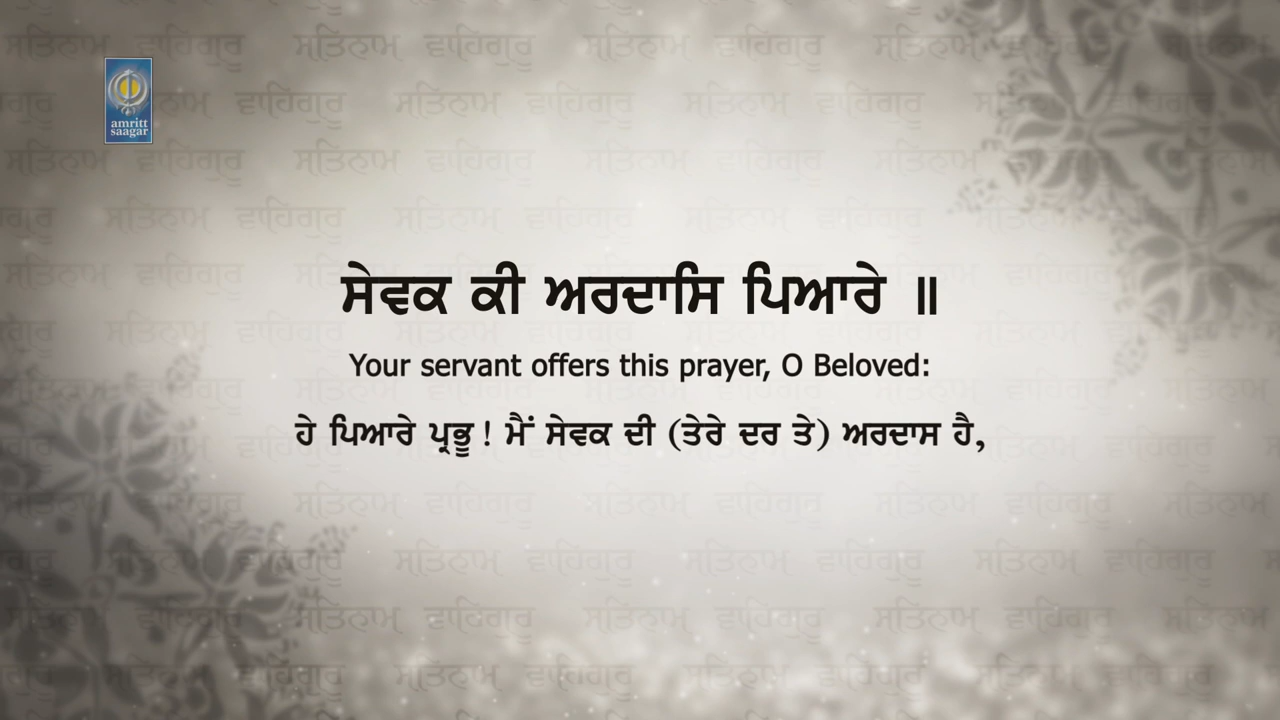 amritt
saagar
ਸੇਵਕ ਕੀ ਅਰਦਾਸਿ ਪਿਆਰੇ ॥
Your servant offers this prayer, O Beloved:
ਹੇ ਪਿਆਰੇ ਪ੍ਰਭੂ ! ਮੈਂ ਸੇਵਕ ਦੀ (ਤੇਰੇ ਦਰ ਤੇ) ਅਰਦਾਸ ਹੈ,